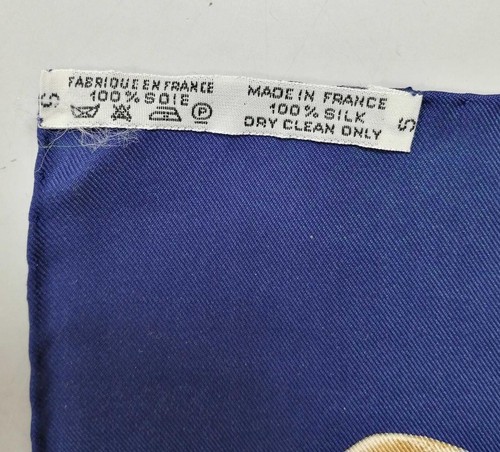 FABRIQUE EN FRANCE
100% SOIE
P
MADE IN FRANCE
100% SILK
DRY CLEAN ONLY
S
S